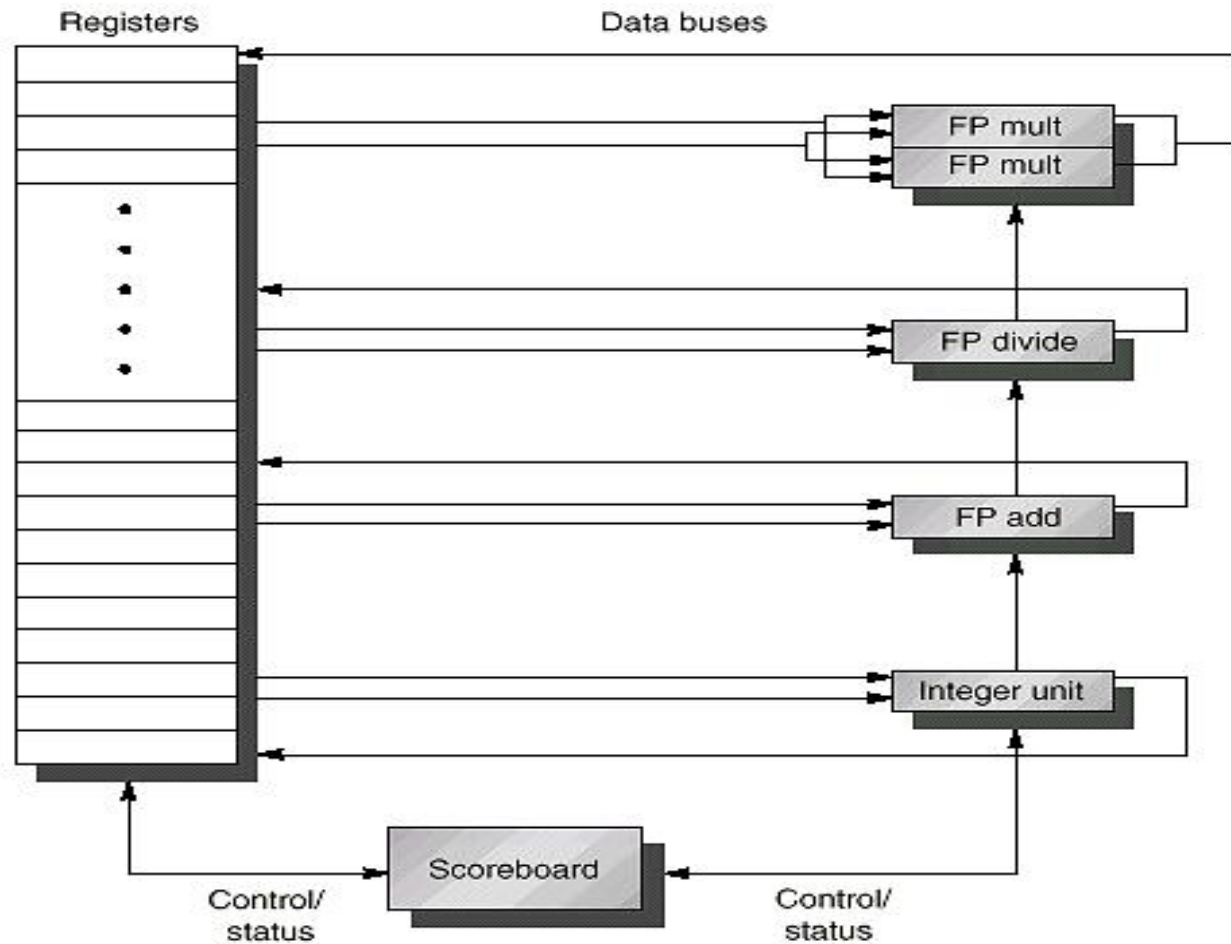 Registers
Data buses
FP mult
FP mult
FP divide
FP add
Integer unit
Scoreboard
Control/
status
Control/
status